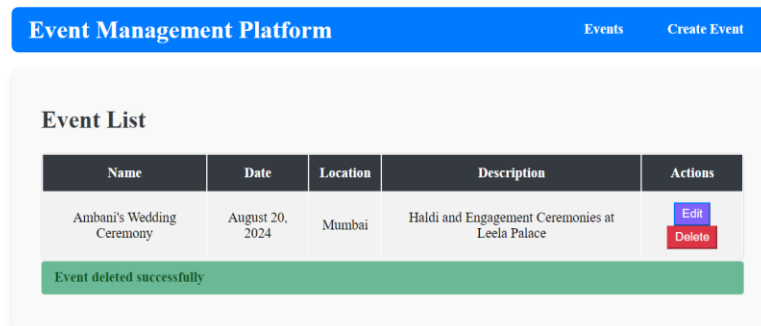 Event Management Platform
Events
Create Event
Event List
Name Date Location Description Actions
Ambani's Wedding
Ceremony
August 20,
2024
Mumbai
Haldi and Engagement Ceremonies at
Leela Palace
Edit
Delete
Event deleted successfully